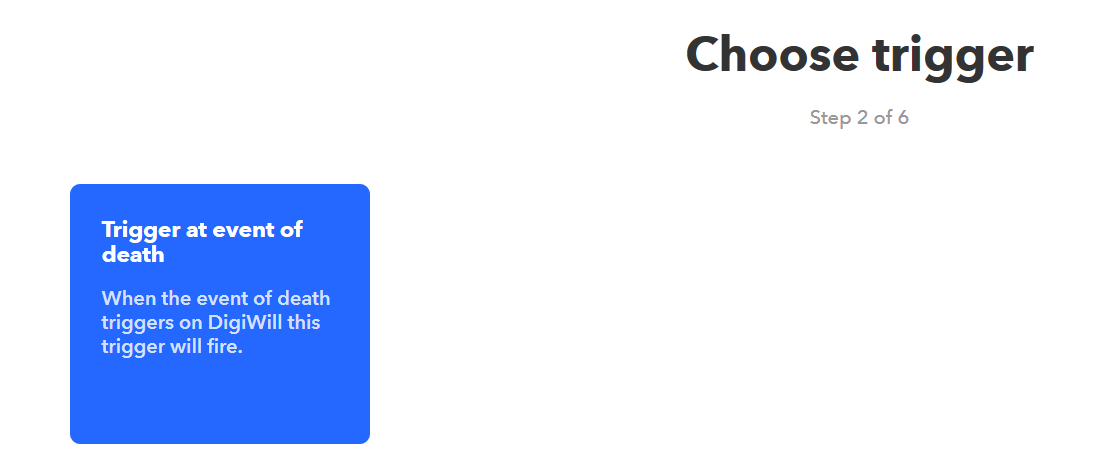 Choose trigger
Step 2 of 6
Trigger at event of
death
When the event of death
triggers on DigiWill this
trigger will fire.